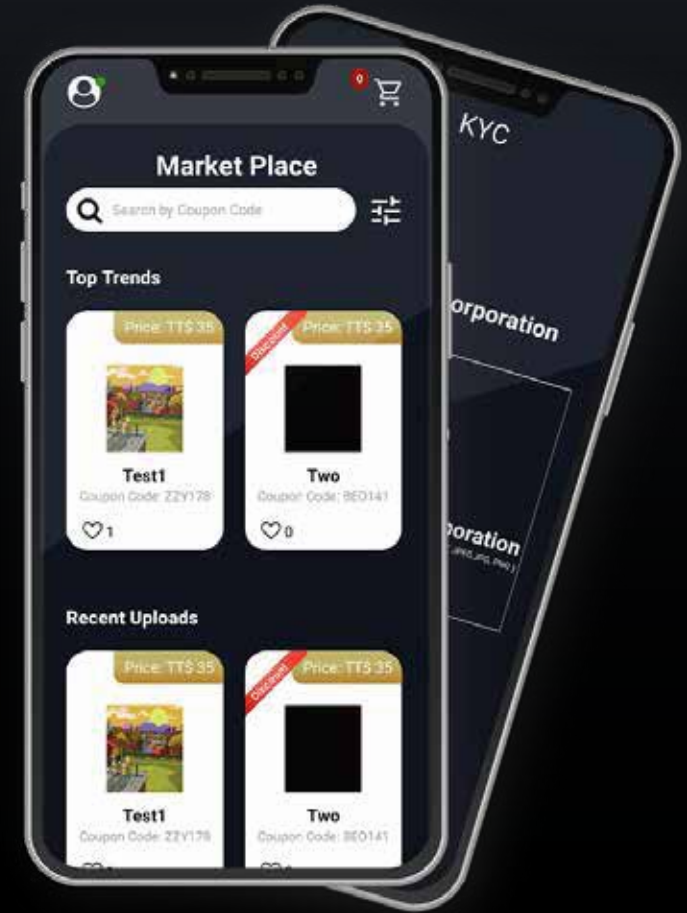 0
KYC
Market Place
Search by Coupon Code
Top Trends
orporation
Price: TT$ 35
Discount
Price: TT$ 35
Test1
Two
Coupon Code: ZZY178
Coupon Code: BEO141
1
0
oration
Recent Uploads
Price: TT$ 35
Discount
Price: TT$ 35
Test1
Two
Coupon Code: ZZY178
Coupon Code: BEO141